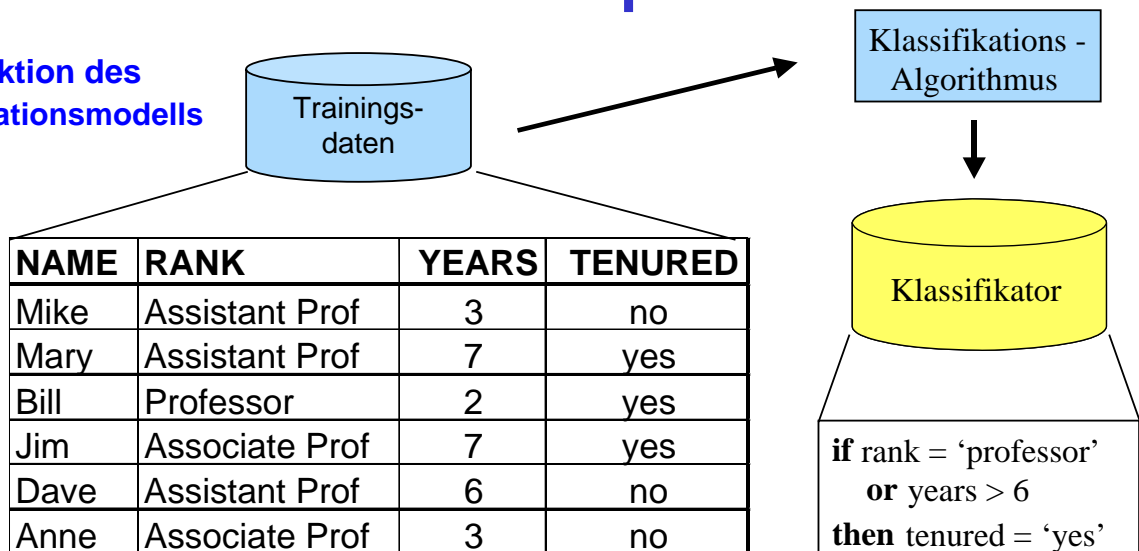 ktion des
ationsmodells
Trainings-
daten
Klassifikations -
Algorithmus
Klassifikator
NAME RANK YEARS TENURED
Mike Assistant Prof 3 no
Mary Assistant Prof 7 yes
Bill Professor 2 yes
Jim Associate Prof 7 yes
Dave Assistant Prof 6 no
Anne Associate Prof 3 no
if rank = ‘professor’
or years > 6
then tenured = ‘yes’